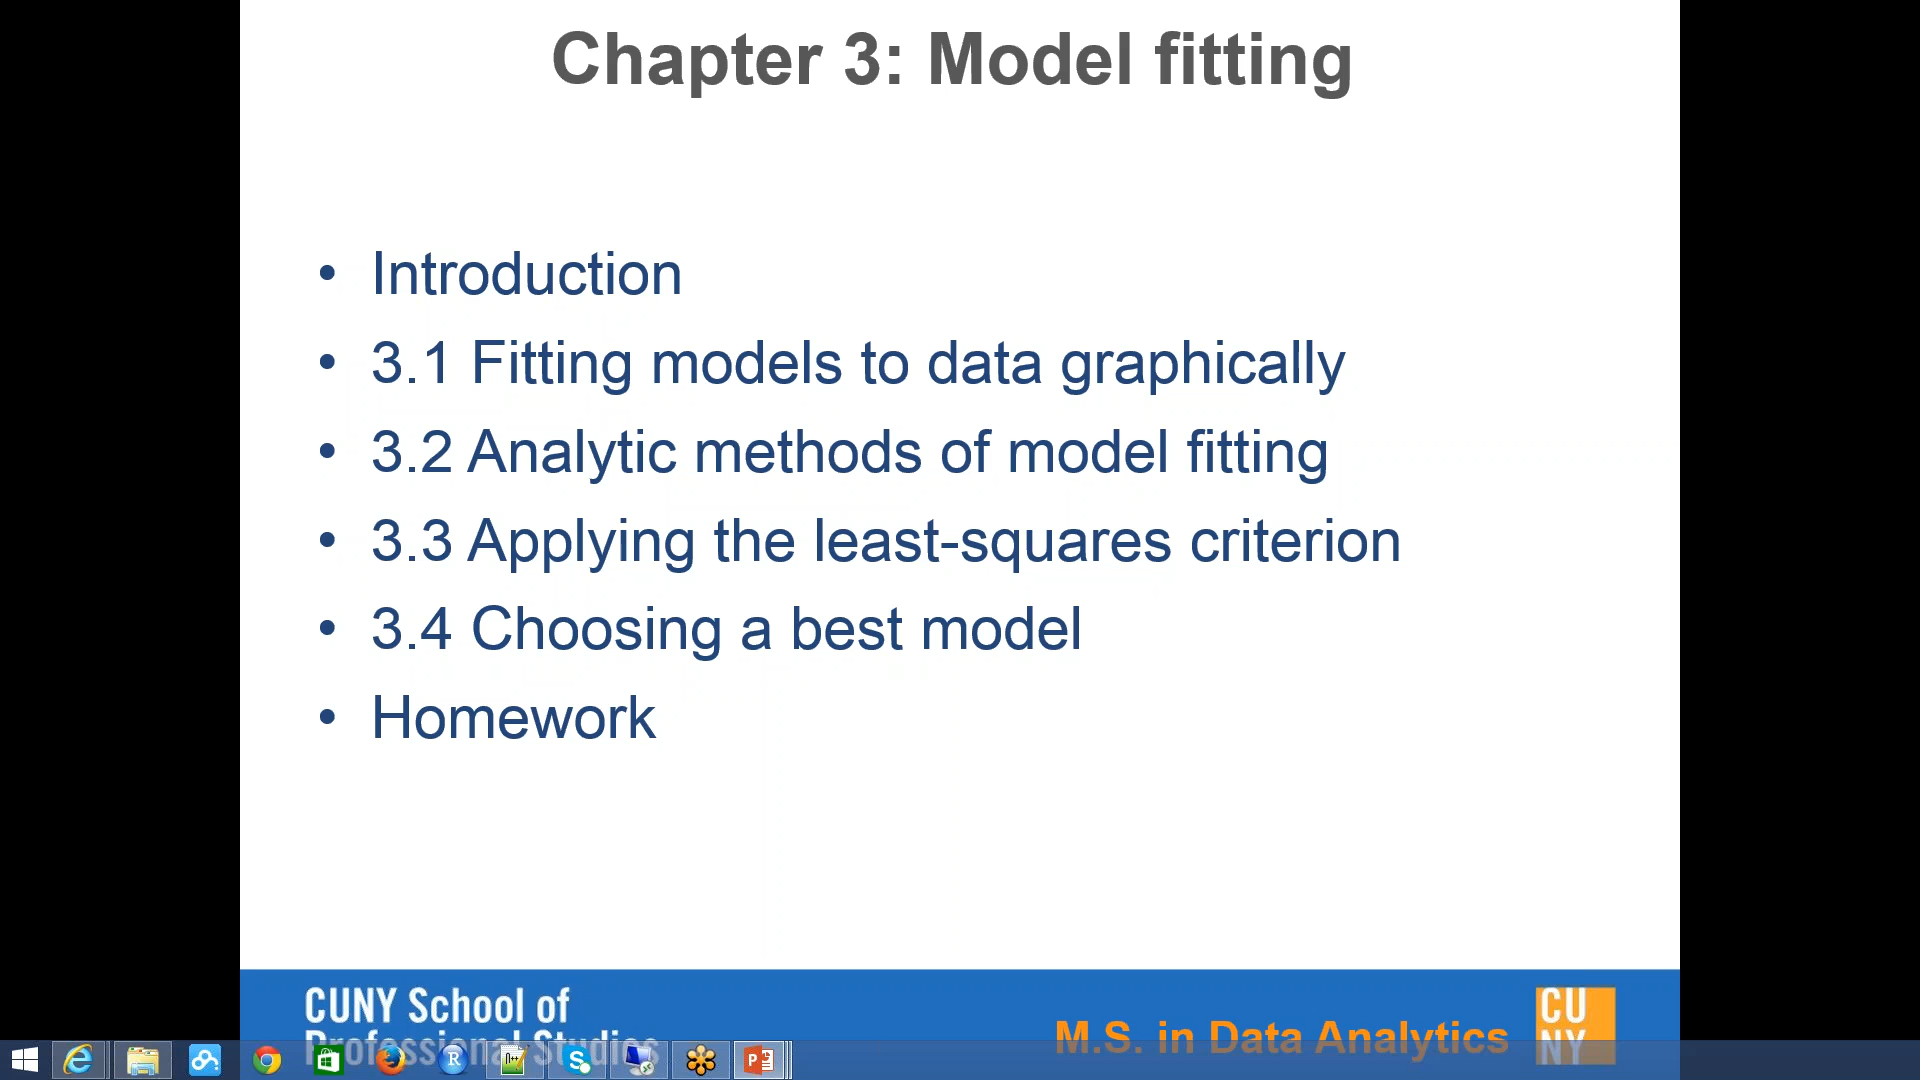 Chapter 3: Model fitting
• Introduction
• 3.1 Fitting models to data graphically
• 3.2 Analytic methods of model fitting
• 3.3 Applying the least-squares criterion
• 3.4 Choosing a best model
• Homework
CUNY School of
Professional Studies
M.S. in Data Analytics
CU
NY